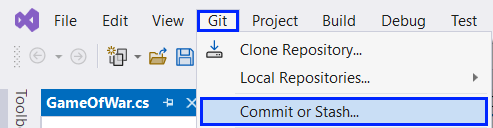 File Edit View Git Project Build Debug Test
Clone Repository...
Local Repositories...
Toolb
GameOfWar.cs
Commit or Stash...